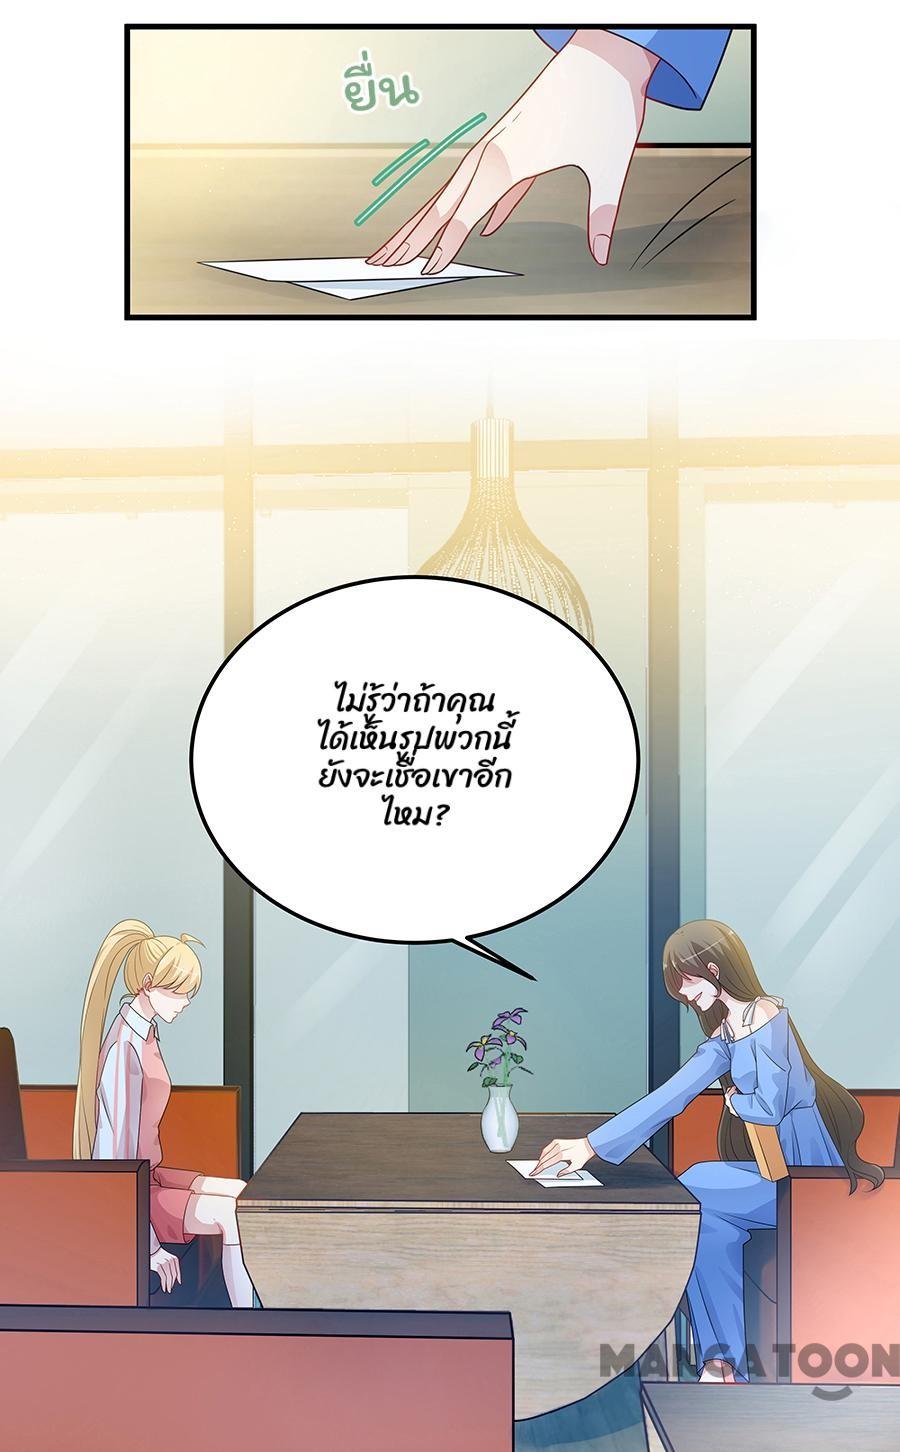 ยื่น
ไม่รู้ว่าถ้าคุณ
ได้เห็นรูปพวกนี้
ยังจะเชื่อเขาอีก
ไหม?
MANGATOON